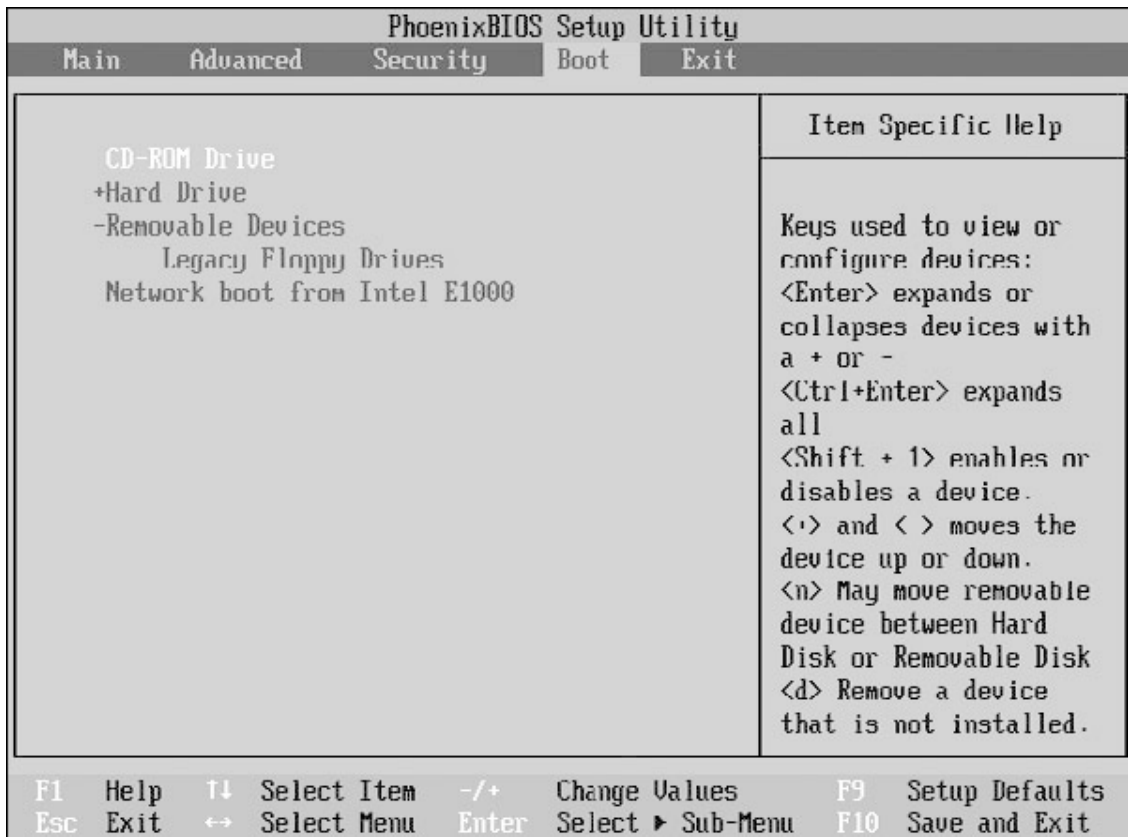 PhoenixBIOS Setup Utility
Main Advanced Security Boot Exit
CD-ROM Drive
+Hard Drive
-Removable Devices
Legacy Floppy Drives
Network boot from Intel E1000
Item Specific Help
Keys used to view or
configure devices:
<Enter> expands or
collapses devices with
a + or -
<Ctrl+Enter> expands
all
<Shift + 1> enables or
disables a device.
<+> and <-> moves the
device up or down.
<n> May move removable
device between Hard
Disk or Removable Disk
<d> Remove a device
that is not installed.
F1 Help ↑↓ Select Item -/+ Change Values F9 Setup Defaults
Esc Exit ↔ Select Menu Enter Select ▶ Sub-Menu F10 Save and Exit